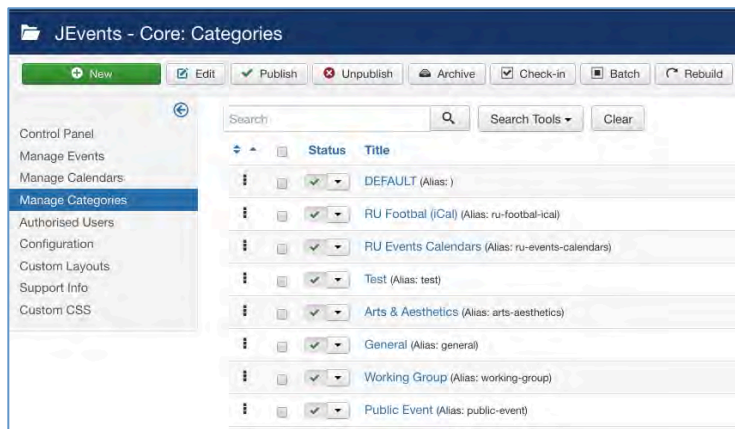 JEvents - Core: Categories
New Edit Publish Unpublish Archive Check-in Batch Rebuild
Search Search Tools Clear
Control Panel
Manage Events
Manage Calendars
Manage Categories
Authorised Users
Configuration
Custom Layouts
Support Info
Custom CSS
Status Title
DEFAULT (Alias: )
RU Footbal (iCal) (Alias: ru-footbal-ical)
RU Events Calendars (Alias: ru-events-calendars)
Test (Alias: test)
Arts & Aesthetics (Alias: arts-aesthetics)
General (Alias: general)
Working Group (Alias: working-group)
Public Event (Alias: public-event)